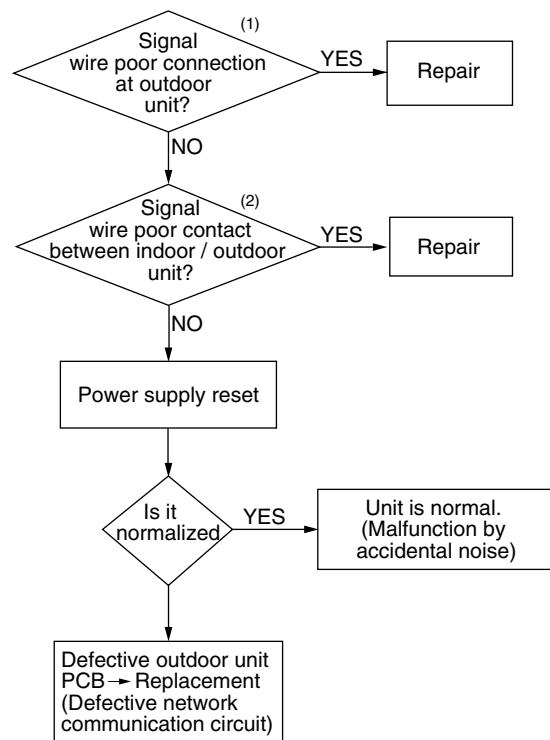 (1)
Signal
wire poor connection
at outdoor
unit?
YES
Repair
NO
(2)
Signal
wire poor contact
between indoor / outdoor
unit?
YES
Repair
NO
Power supply reset
Is it
normalized
YES
Unit is normal.
(Malfunction by
accidental noise)
Defective outdoor unit
PCB → Replacement
(Defective network
communication circuit)